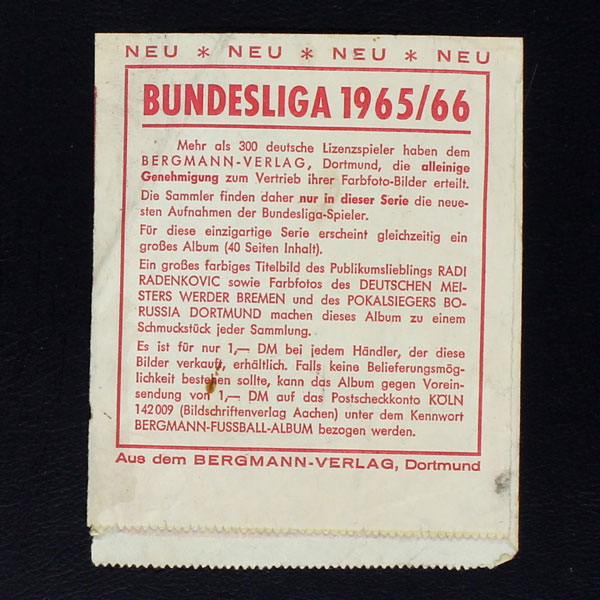 NEU * NEU * NEU * NEU
BUNDESLIGA 1965/66
Mehr als 300 deutsche Lizenzspieler haben dem
BERGMANN-VERLAG, Dortmund, die alleinige
Genehmigung zum Vertrieb ihrer Farbfoto-Bilder erteilt.
Die Sammler finden daher nur in dieser Serie die neue-
sten Aufnahmen der Bundesliga-Spieler.
Für diese einzigartige Serie erscheint gleichzeitig ein
großes Album (40 Seiten Inhalt).
Ein großes farbiges Titelbild des Publikumslieblings RADI
RADENKOVIC sowie Farbfotos des DEUTSCHEN MEI-
STERS WERDER BREMEN und des POKALSIEGERS BO-
RUSSIA DORTMUND machen dieses Album zu einem
Schmuckstück jeder Sammlung.
Es ist für nur 1,— DM bei jedem Händler, der diese
Bilder verkauft, erhältlich. Falls keine Belieferungsmög-
lichkeit bestehen sollte, kann das Album gegen Vorein-
sendung von 1,— DM auf das Postscheckkonto KÖLN
142009 (Bildschriftenverlag Aachen) unter dem Kennwort
BERGMANN-FUSSBALL-ALBUM bezogen werden.
Aus dem BERGMANN-VERLAG, Dortmund